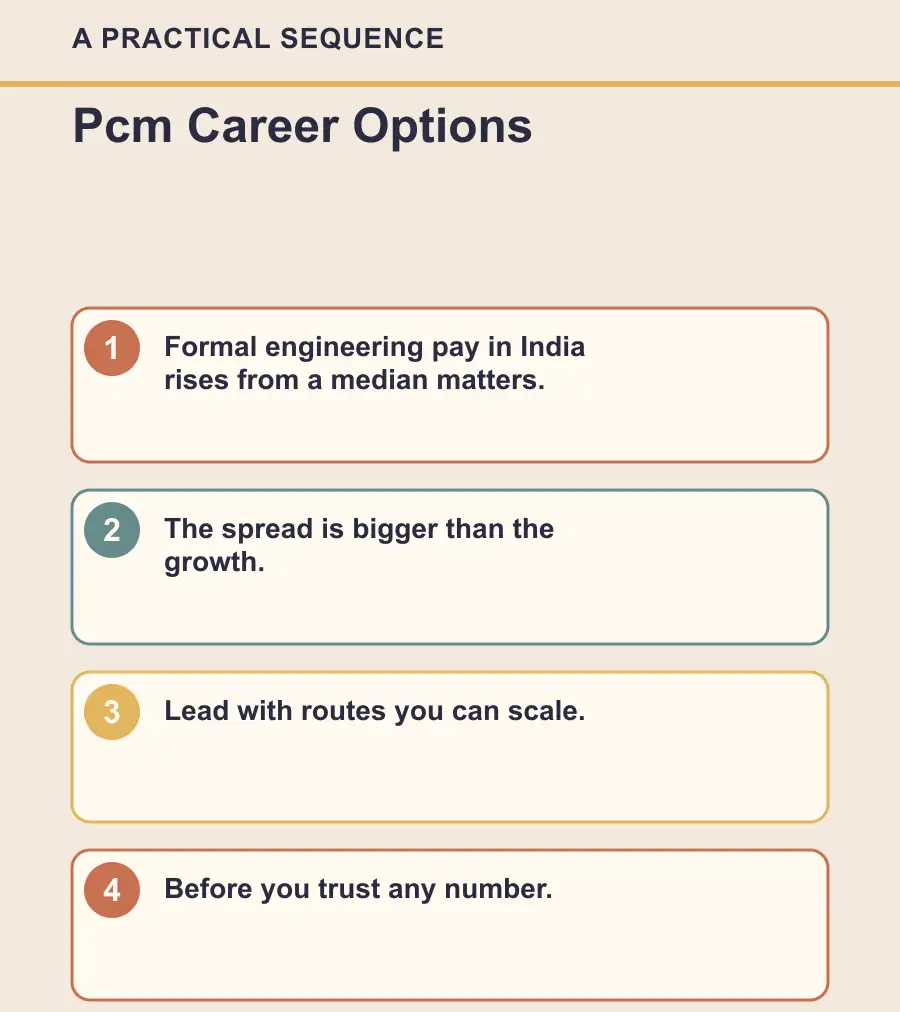 A PRACTICAL SEQUENCE
Pcm Career Options
1
Formal engineering pay in India
rises from a median matters.
2
The spread is bigger than the
growth.
3
Lead with routes you can scale.
4
Before you trust any number.